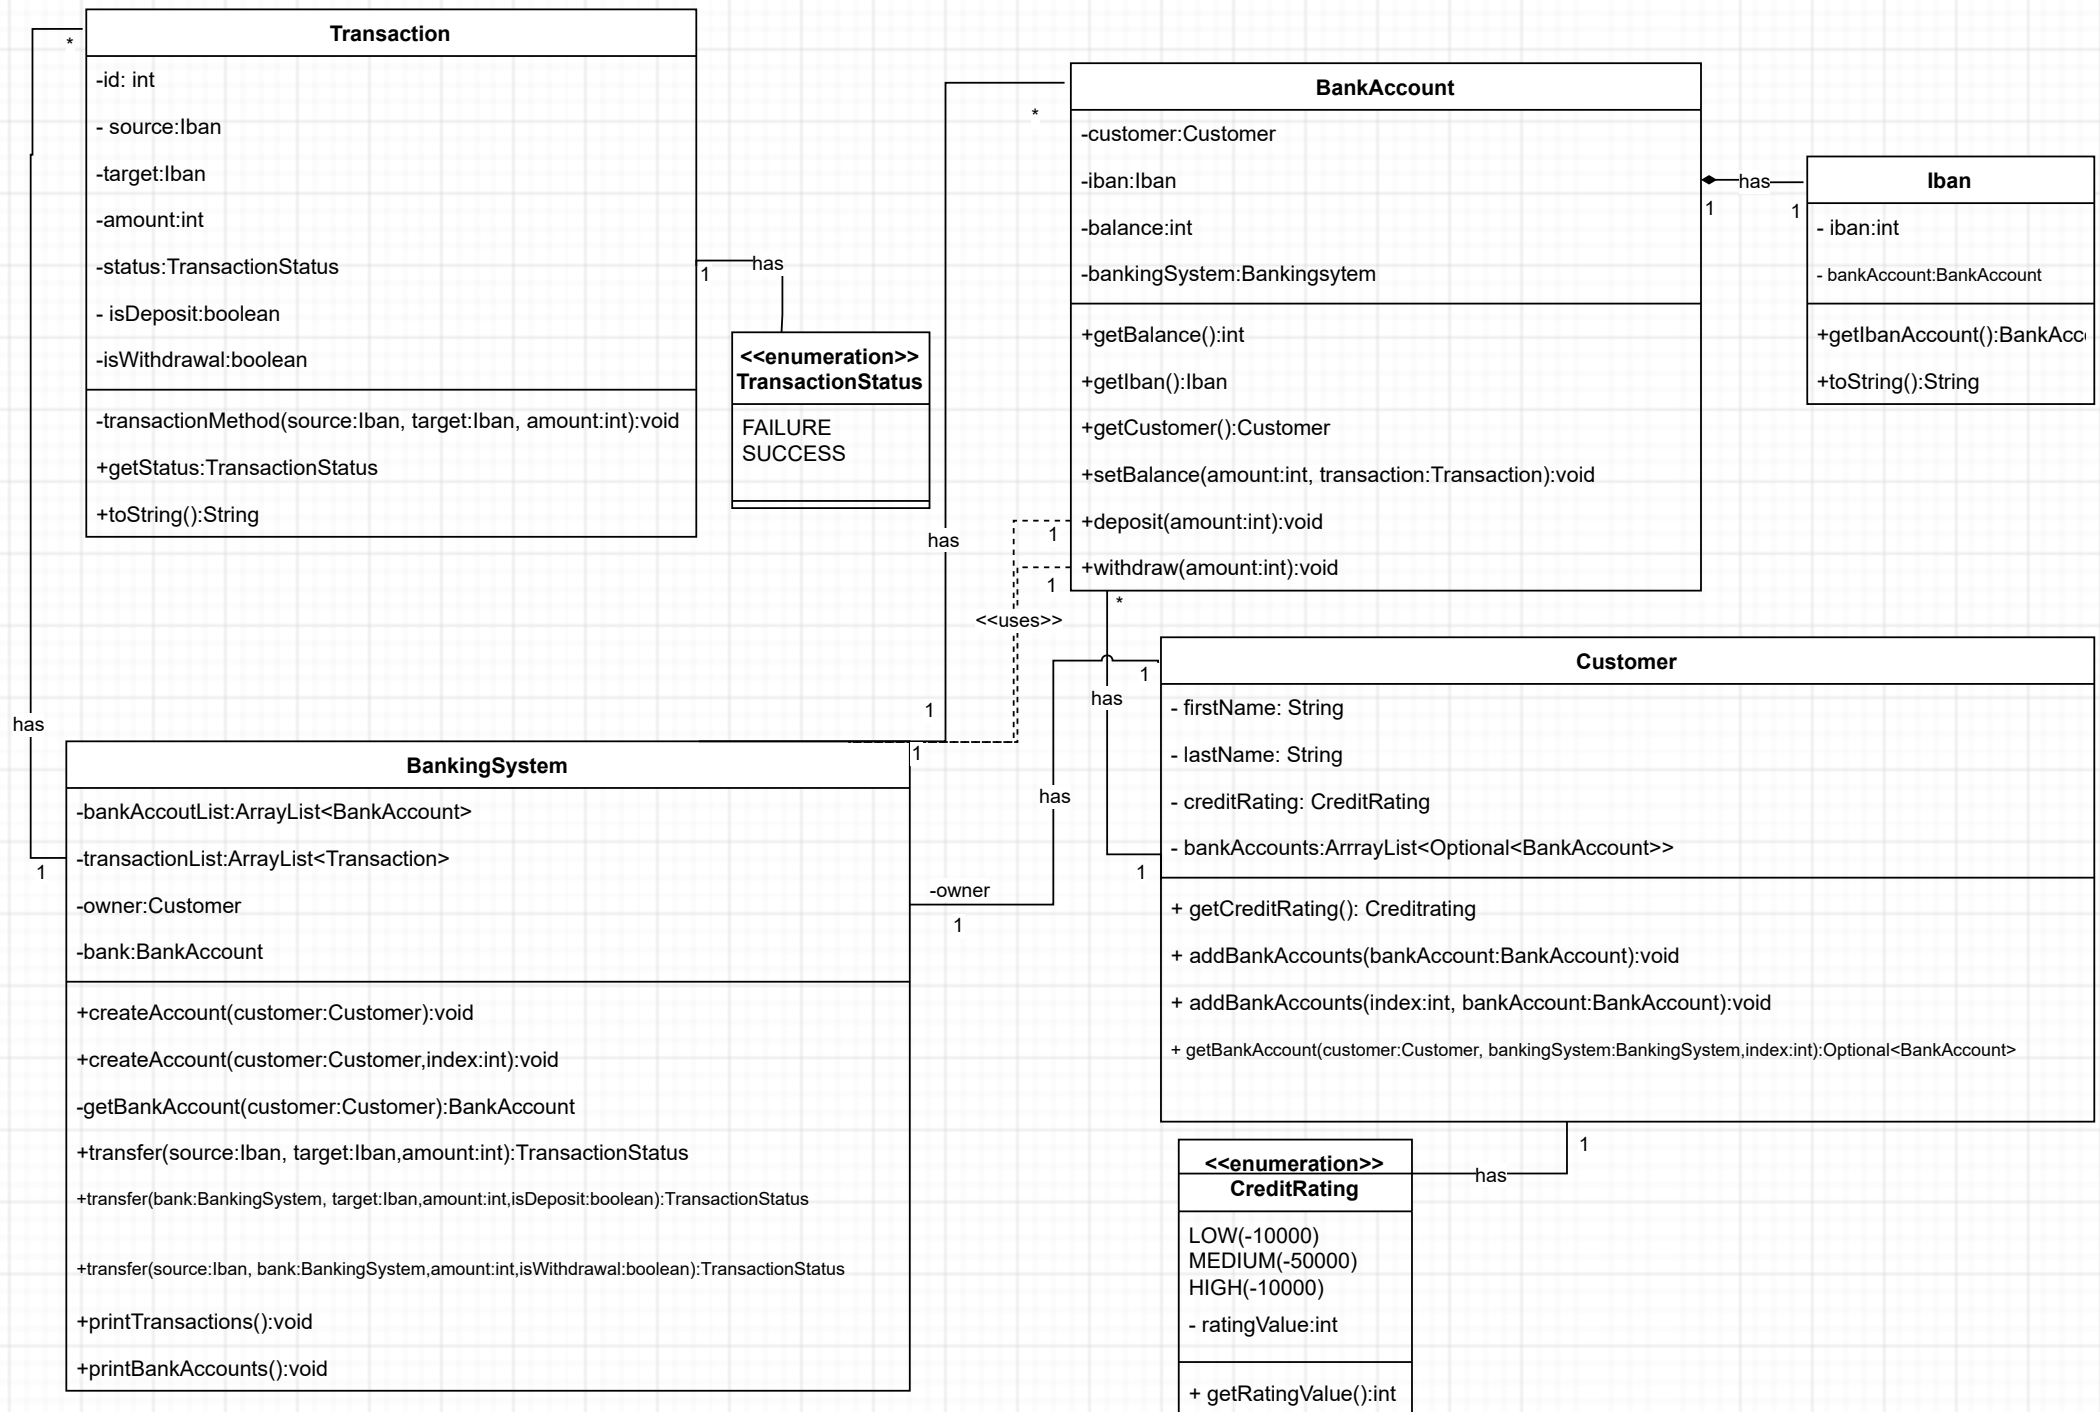 Transaction
*
-id: int
- source:Iban
-target:Iban
-amount:int
-status:TransactionStatus
- isDeposit:boolean
-isWithdrawal:boolean
-transactionMethod(source:Iban, target:Iban, amount:int):void
+getStatus:TransactionStatus
+toString():String
1
has
<<enumeration>>
TransactionStatus
FAILURE
SUCCESS
BankAccount
*
-customer:Customer
-iban:Iban
-balance:int
-bankingSystem:Bankingsytem
+getBalance():int
+getIban():Iban
+getCustomer():Customer
+setBalance(amount:int, transaction:Transaction):void
+deposit(amount:int):void
+withdraw(amount:int):void
has
1
1
Iban
- iban:int
- bankAccount:BankAccount
+getIbanAccount():BankAcc
+toString():String
has
1
1
<<uses>>
*
1
1
has
1
Customer
- firstName: String
- lastName: String
- creditRating: CreditRating
- bankAccounts:ArrrayList<Optional<BankAccount>>
+ getCreditRating(): Creditrating
+ addBankAccounts(bankAccount:BankAccount):void
+ addBankAccounts(index:int, bankAccount:BankAccount):void
+ getBankAccount(customer:Customer, bankingSystem:BankingSystem,index:int):Optional<BankAccount>
has
1
1
has
-owner
1
has
1
BankingSystem
-bankAccoutList:ArrayList<BankAccount>
-transactionList:ArrayList<Transaction>
-owner:Customer
-bank:BankAccount
+createAccount(customer:Customer):void
+createAccount(customer:Customer,index:int):void
-getBankAccount(customer:Customer):BankAccount
+transfer(source:Iban, target:Iban,amount:int):TransactionStatus
+transfer(bank:BankingSystem, target:Iban,amount:int,isDeposit:boolean):TransactionStatus
+transfer(source:Iban, bank:BankingSystem,amount:int,isWithdrawal:boolean):TransactionStatus
+printTransactions():void
+printBankAccounts():void
<<enumeration>>
CreditRating
LOW(-10000)
MEDIUM(-50000)
HIGH(-10000)
- ratingValue:int
+ getRatingValue():int